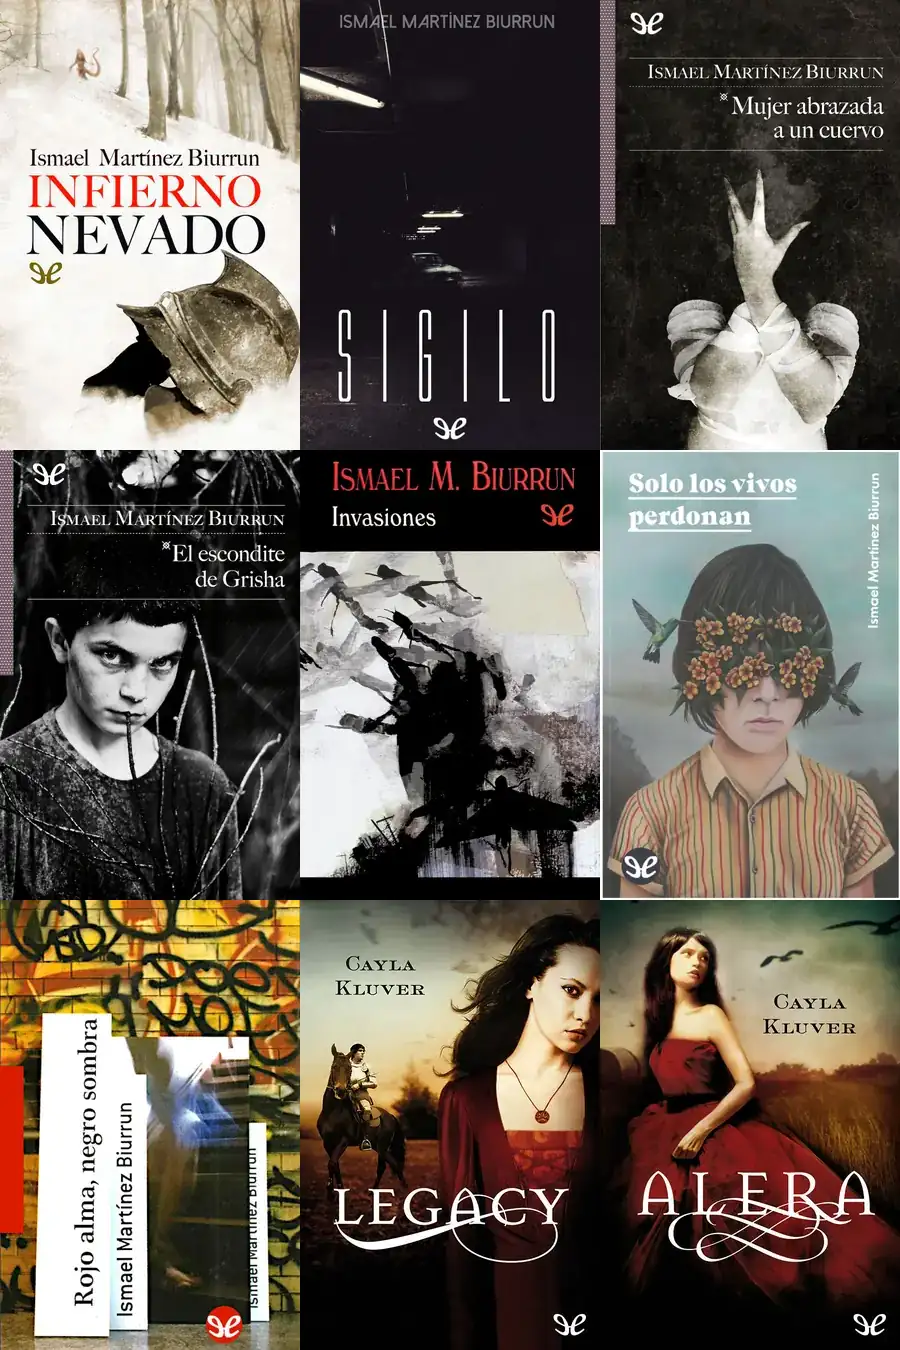 Ismael Martínez Biurrun
INFIERNO
NEVADO
ISMAEL MARTÍNEZ BIURRUN
SIGILO
ISMAEL MARTÍNEZ BIURRUN
Mujer abrazada
a un cuervo
ISMAEL MARTÍNEZ BIURRUN
El escondite
de Grisha
ISMAEL M. BIURRUN
Invasiones
Solo los vivos
perdonan
Ismael Martínez Biurrun
Rojo alma, negro sombra
Ismael Martínez Biurrun
Ismael Martínez Biurrun
CAYLA
KLUVER
LEGACY
CAYLA
KLUVER
ALERA